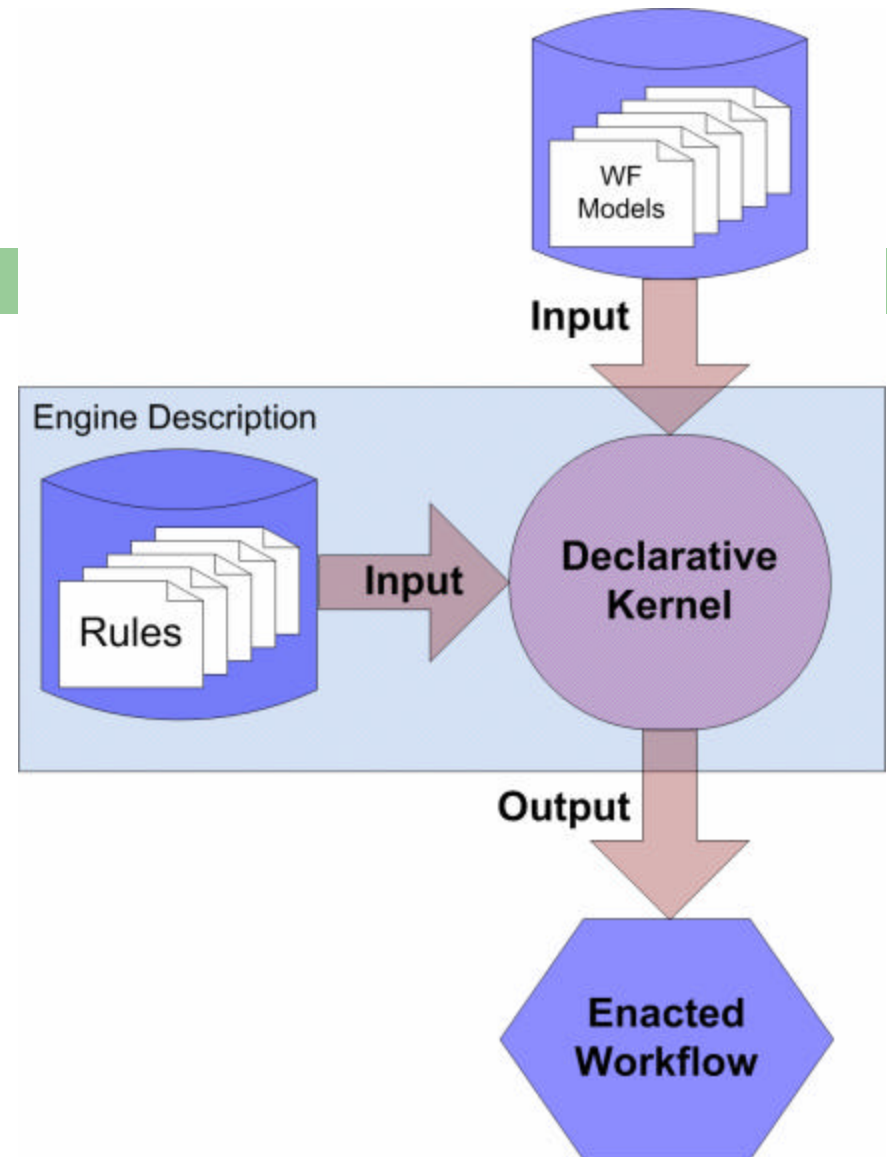 WF
Models
Input
Engine Description
Rules
Input
Declarative
Kernel
Output
Enacted
Workflow